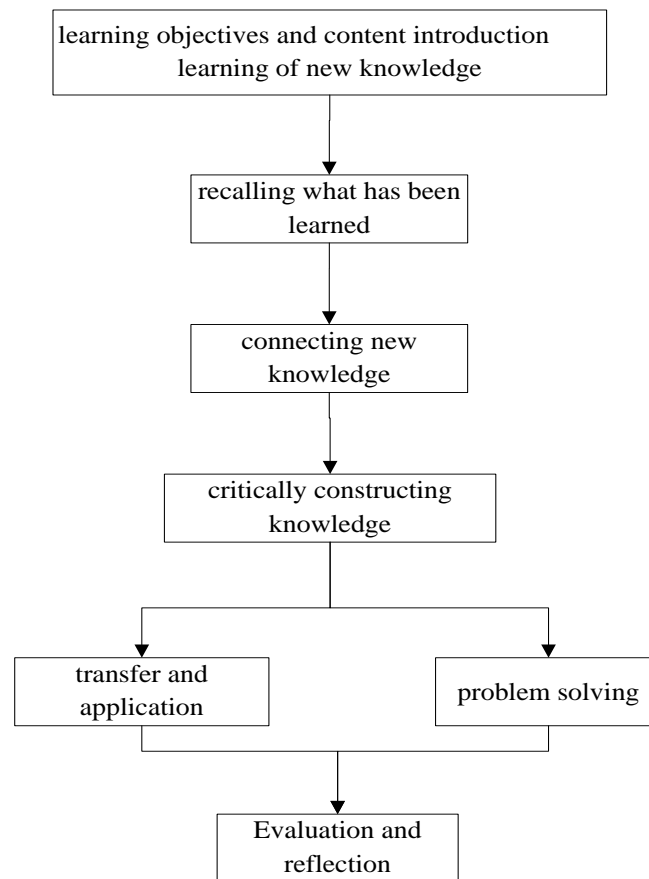 learning objectives and content introduction
learning of new knowledge
recalling what has been
learned
connecting new
knowledge
critically constructing
knowledge
transfer and
application
problem solving
Evaluation and
reflection